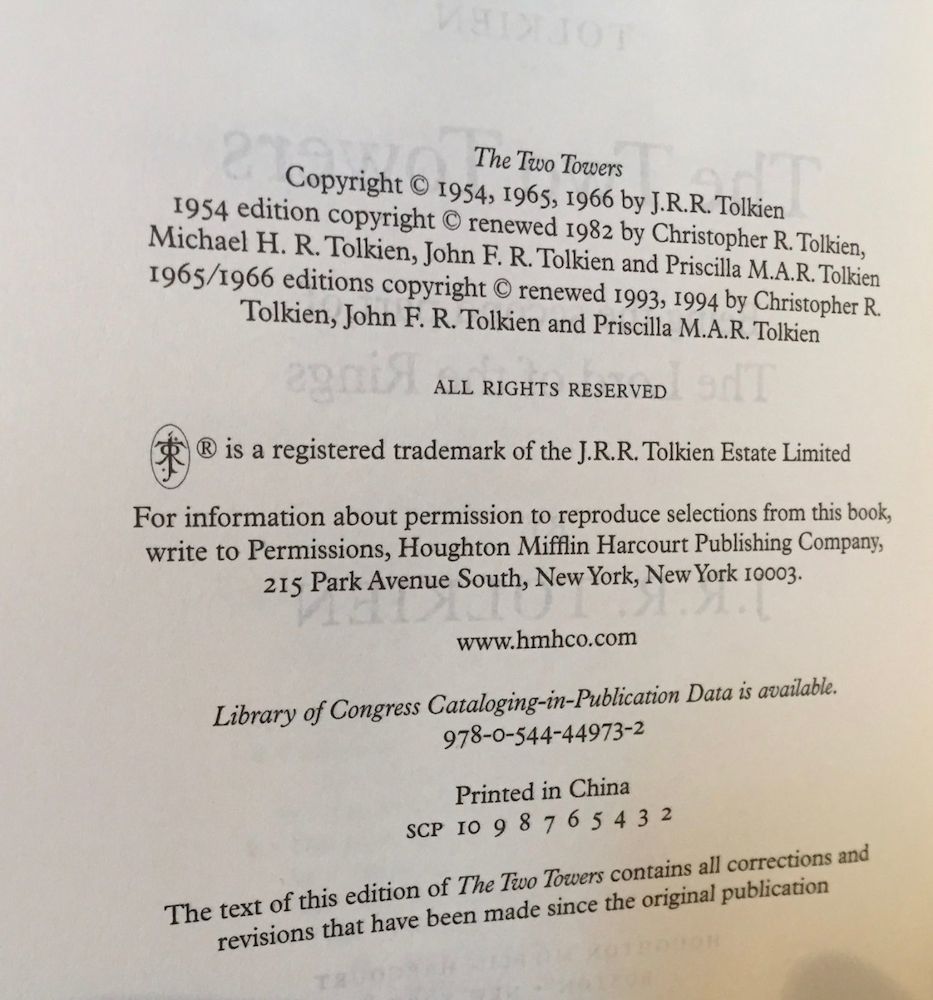 The Two Towers
Copyright © 1954, 1965, 1966 by J.R.R. Tolkien
1954 edition copyright © renewed 1982 by Christopher R. Tolkien,
Michael H. R. Tolkien, John F. R. Tolkien and Priscilla M.A.R. Tolkien
1965/1966 editions copyright © renewed 1993, 1994 by Christopher R.
Tolkien, John F. R. Tolkien and Priscilla M.A.R. Tolkien
ALL RIGHTS RESERVED
® is a registered trademark of the J.R.R. Tolkien Estate Limited
For information about permission to reproduce selections from this book,
write to Permissions, Houghton Mifflin Harcourt Publishing Company,
215 Park Avenue South, New York, New York 10003.
www.hmhco.com
Library of Congress Cataloging-in-Publication Data is available.
978-0-544-44973-2
Printed in China
SCP 10 9 8 7 6 5 4 3 2
The text of this edition of The Two Towers contains all corrections and
revisions that have been made since the original publication